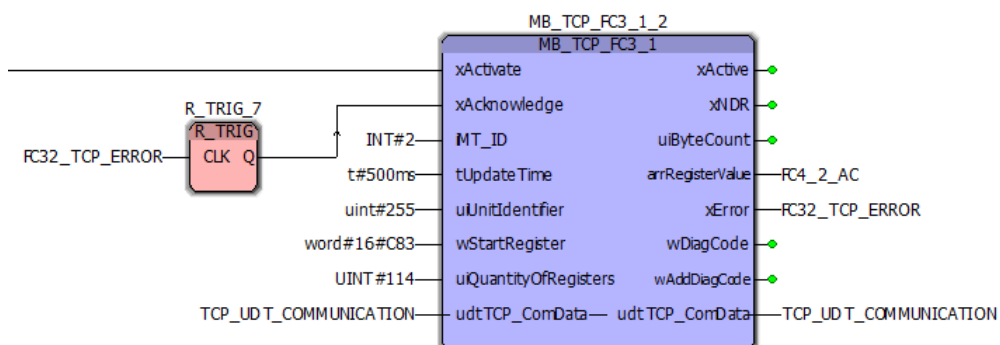 MB_TCP_FC3_1_2
MB_TCP_FC3_1
xActivate xActive
xAcknowledge xNDR
R_TRIG_7
R_TRIG
FC32_TCP_ERROR CLK Q
INT#2 iMT_ID uiByteCount
t#500ms tUpdateTime arrRegisterValue FC4_2_AC
uint#255 uiUnitIdentifier xError FC32_TCP_ERROR
word#16#C83 wStartRegister wDiagCode
UINT#114 uiQuantityOfRegisters wAddDiagCode
TCP_UDT_COMMUNICATION udtTCP_ComData udtTCP_ComData TCP_UDT_COMMUNICATION